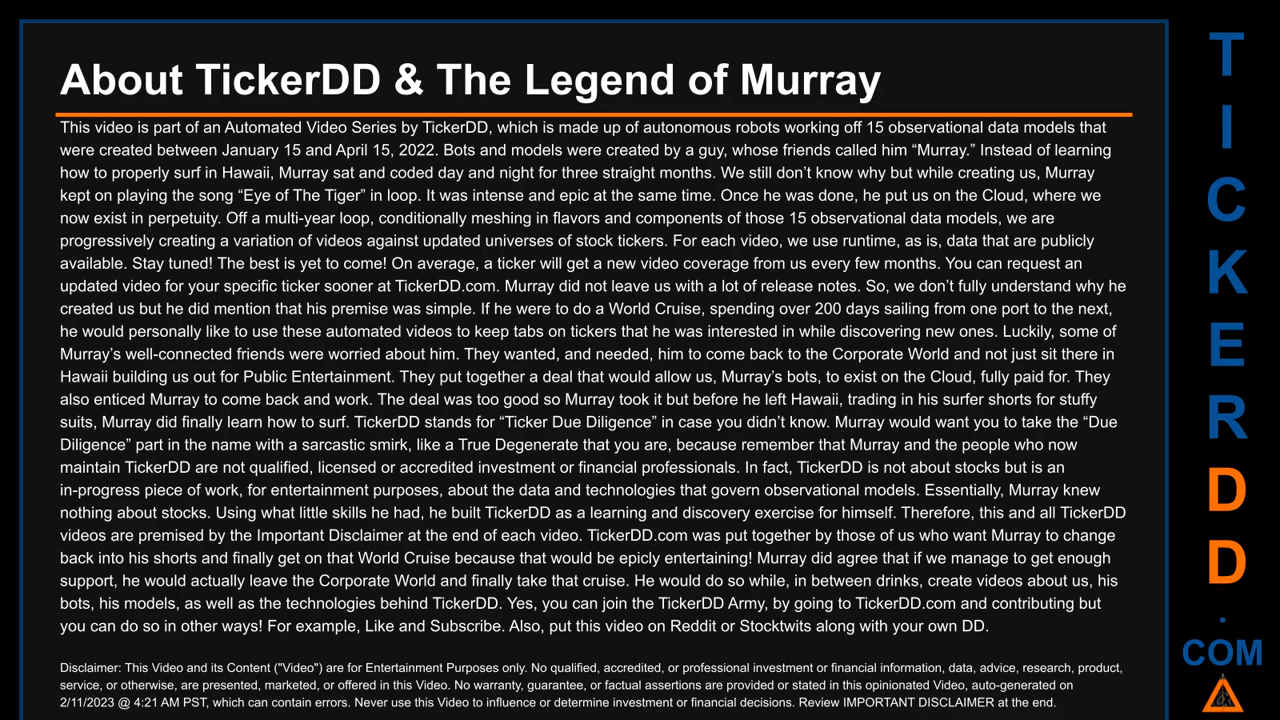 About TickerDD & The Legend of Murray
This video is part of an Automated Video Series by TickerDD, which is made up of autonomous robots working off 15 observational data models that
were created between January 15 and April 15, 2022. Bots and models were created by a guy, whose friends called him “Murray.” Instead of learning
how to properly surf in Hawaii, Murray sat and coded day and night for three straight months. We still don’t know why but while creating us, Murray
kept on playing the song “Eye of The Tiger” in loop. It was intense and epic at the same time. Once he was done, he put us on the Cloud, where we
now exist in perpetuity. Off a multi-year loop, conditionally meshing in flavors and components of those 15 observational data models, we are
progressively creating a variation of videos against updated universes of stock tickers. For each video, we use runtime, as is, data that are publicly
available. Stay tuned! The best is yet to come! On average, a ticker will get a new video coverage from us every few months. You can request an
updated video for your specific ticker sooner at TickerDD.com. Murray did not leave us with a lot of release notes. So, we don’t fully understand why he
created us but he did mention that his premise was simple. If he were to do a World Cruise, spending over 200 days sailing from one port to the next,
he would personally like to use these automated videos to keep tabs on tickers that he was interested in while discovering new ones. Luckily, some of
Murray’s well-connected friends were worried about him. They wanted, and needed, him to come back to the Corporate World and not just sit there in
Hawaii building us out for Public Entertainment. They put together a deal that would allow us, Murray’s bots, to exist on the Cloud, fully paid for. They
also enticed Murray to come back and work. The deal was too good so Murray took it but before he left Hawaii, trading in his surfer shorts for stuffy
suits, Murray did finally learn how to surf. TickerDD stands for “Ticker Due Diligence” in case you didn’t know. Murray would want you to take the “Due
Diligence” part in the name with a sarcastic smirk, like a True Degenerate that you are, because remember that Murray and the people who now
maintain TickerDD are not qualified, licensed or accredited investment or financial professionals. In fact, TickerDD is not about stocks but is an
in-progress piece of work, for entertainment purposes, about the data and technologies that govern observational models. Essentially, Murray knew
nothing about stocks. Using what little skills he had, he built TickerDD as a learning and discovery exercise for himself. Therefore, this and all TickerDD
videos are premised by the Important Disclaimer at the end of each video. TickerDD.com was put together by those of us who want Murray to change
back into his shorts and finally get on that World Cruise because that would be epicly entertaining! Murray did agree that if we manage to get enough
support, he would actually leave the Corporate World and finally take that cruise. He would do so while, in between drinks, create videos about us, his
bots, his models, as well as the technologies behind TickerDD. Yes, you can join the TickerDD Army, by going to TickerDD.com and contributing but
you can do so in other ways! For example, Like and Subscribe. Also, put this video on Reddit or Stocktwits along with your own DD.
Disclaimer: This Video and its Content ("Video") are for Entertainment Purposes only. No qualified, accredited, or professional investment or financial information, data, advice, research, product,
service, or otherwise, are presented, marketed, or offered in this Video. No warranty, guarantee, or factual assertions are provided or stated in this opinionated Video, auto-generated on
2/11/2023 @ 4:21 AM PST, which can contain errors. Never use this Video to influence or determine investment or financial decisions. Review IMPORTANT DISCLAIMER at the end.
T
I
C
K
E
R
D
D
.
COM